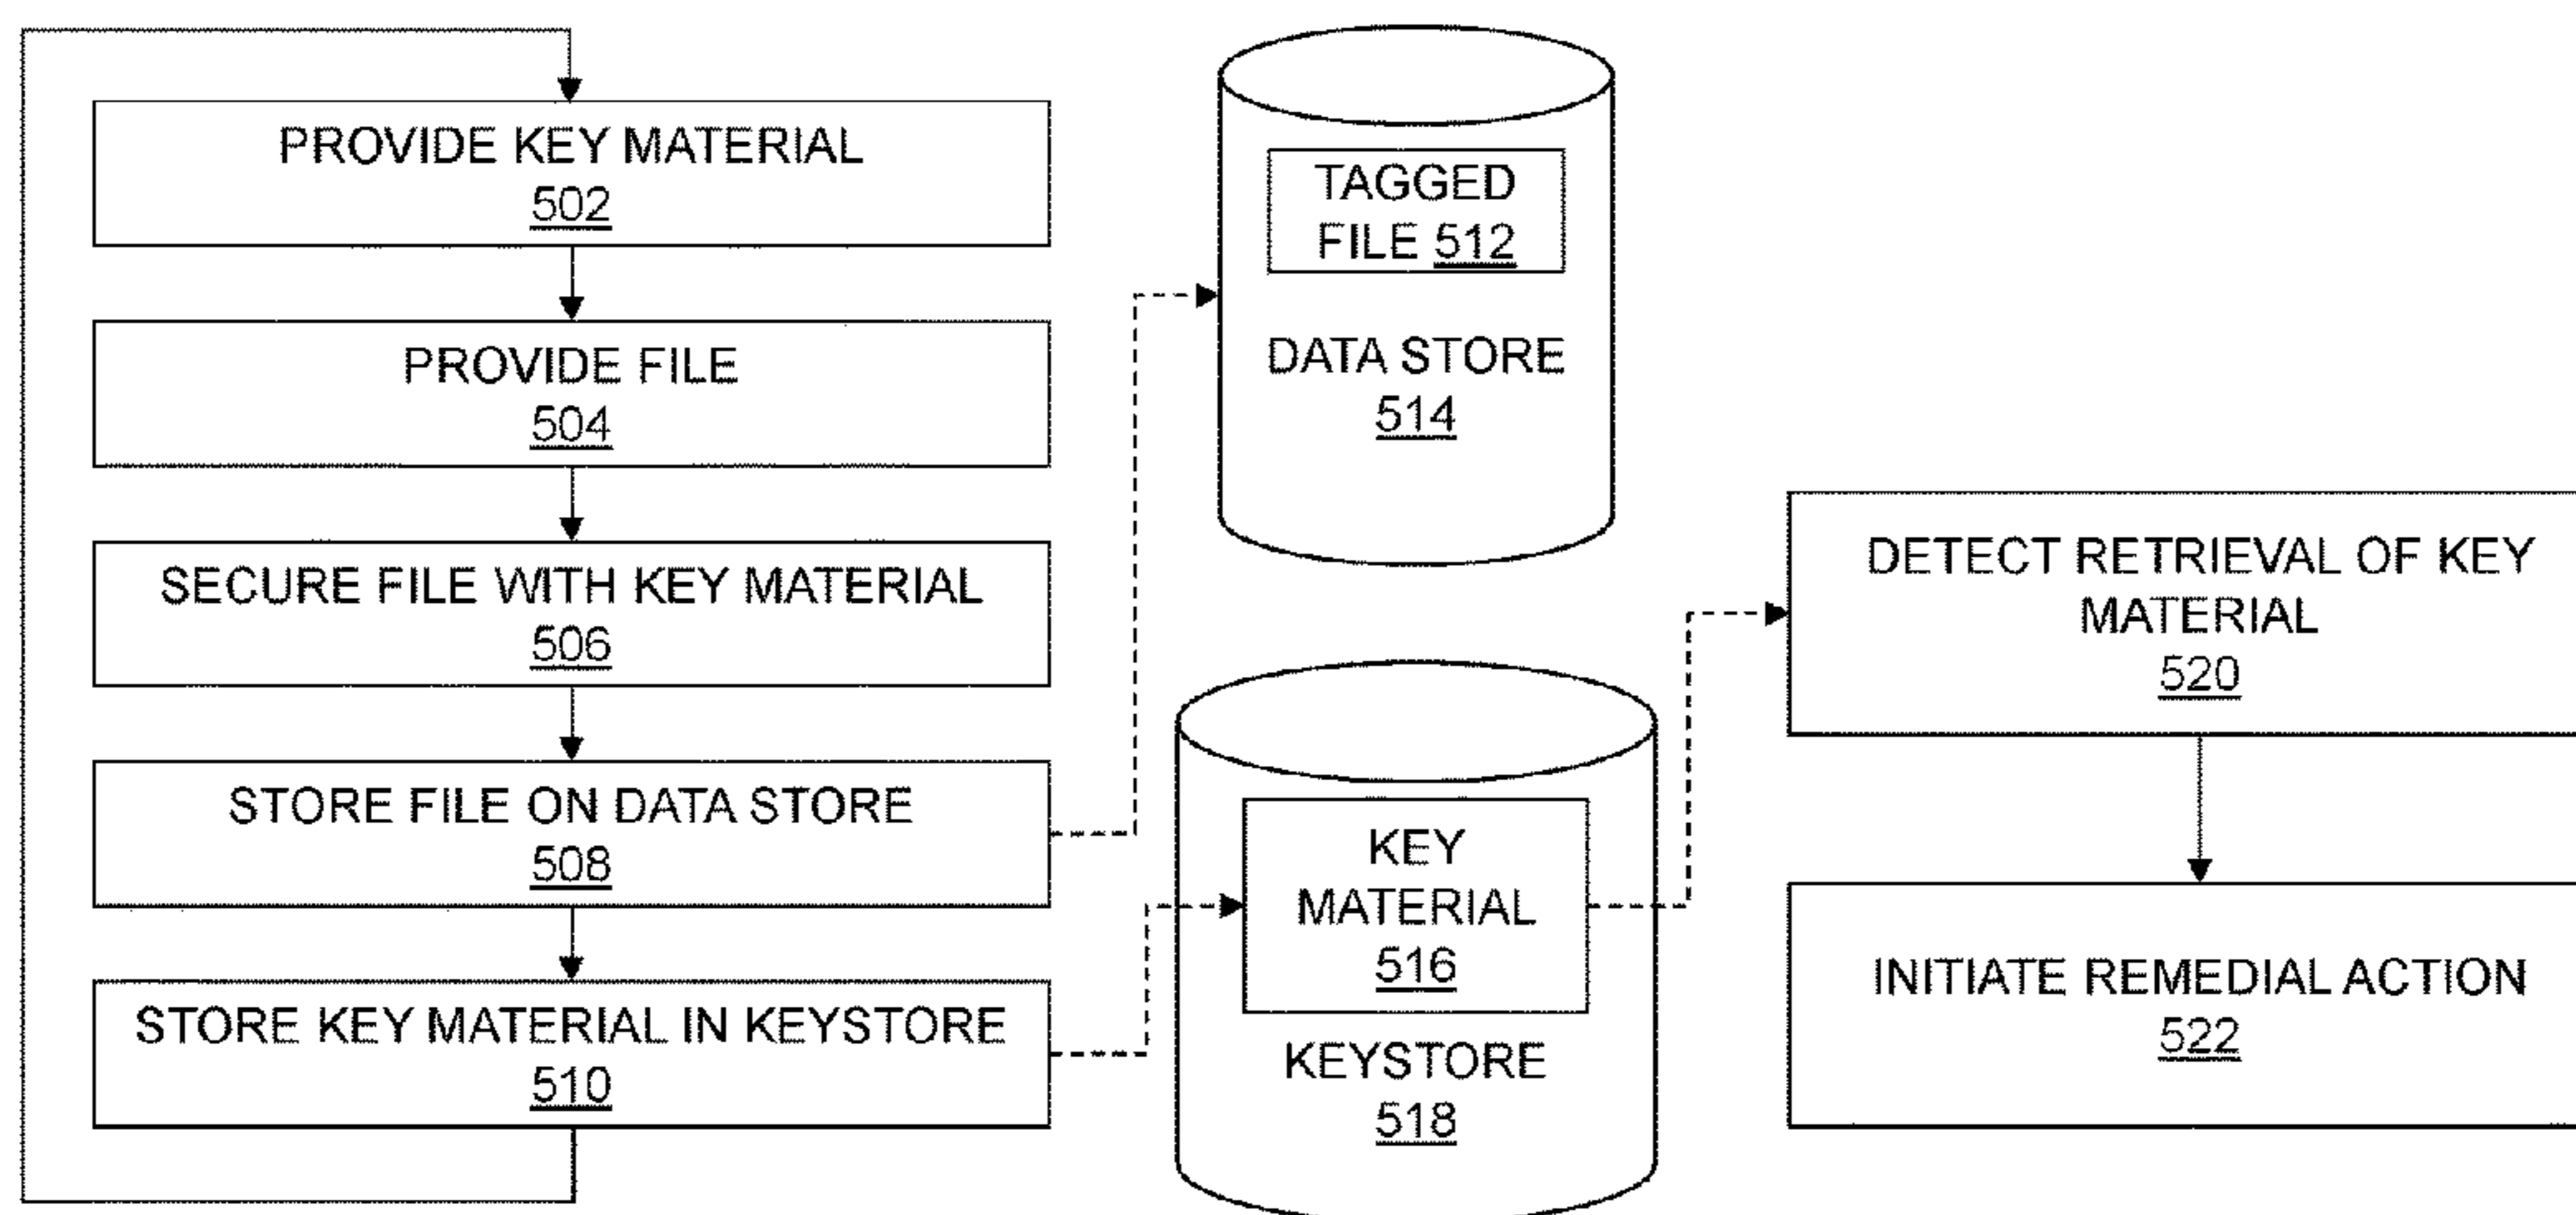 PROVIDE KEY MATERIAL
502
PROVIDE FILE
504
SECURE FILE WITH KEY MATERIAL
506
STORE FILE ON DATA STORE
508
STORE KEY MATERIAL IN KEYSTORE
510
TAGGED
FILE 512
DATA STORE
514
KEY
MATERIAL
516
KEYSTORE
518
DETECT RETRIEVAL OF KEY
MATERIAL
520
INITIATE REMEDIAL ACTION
522